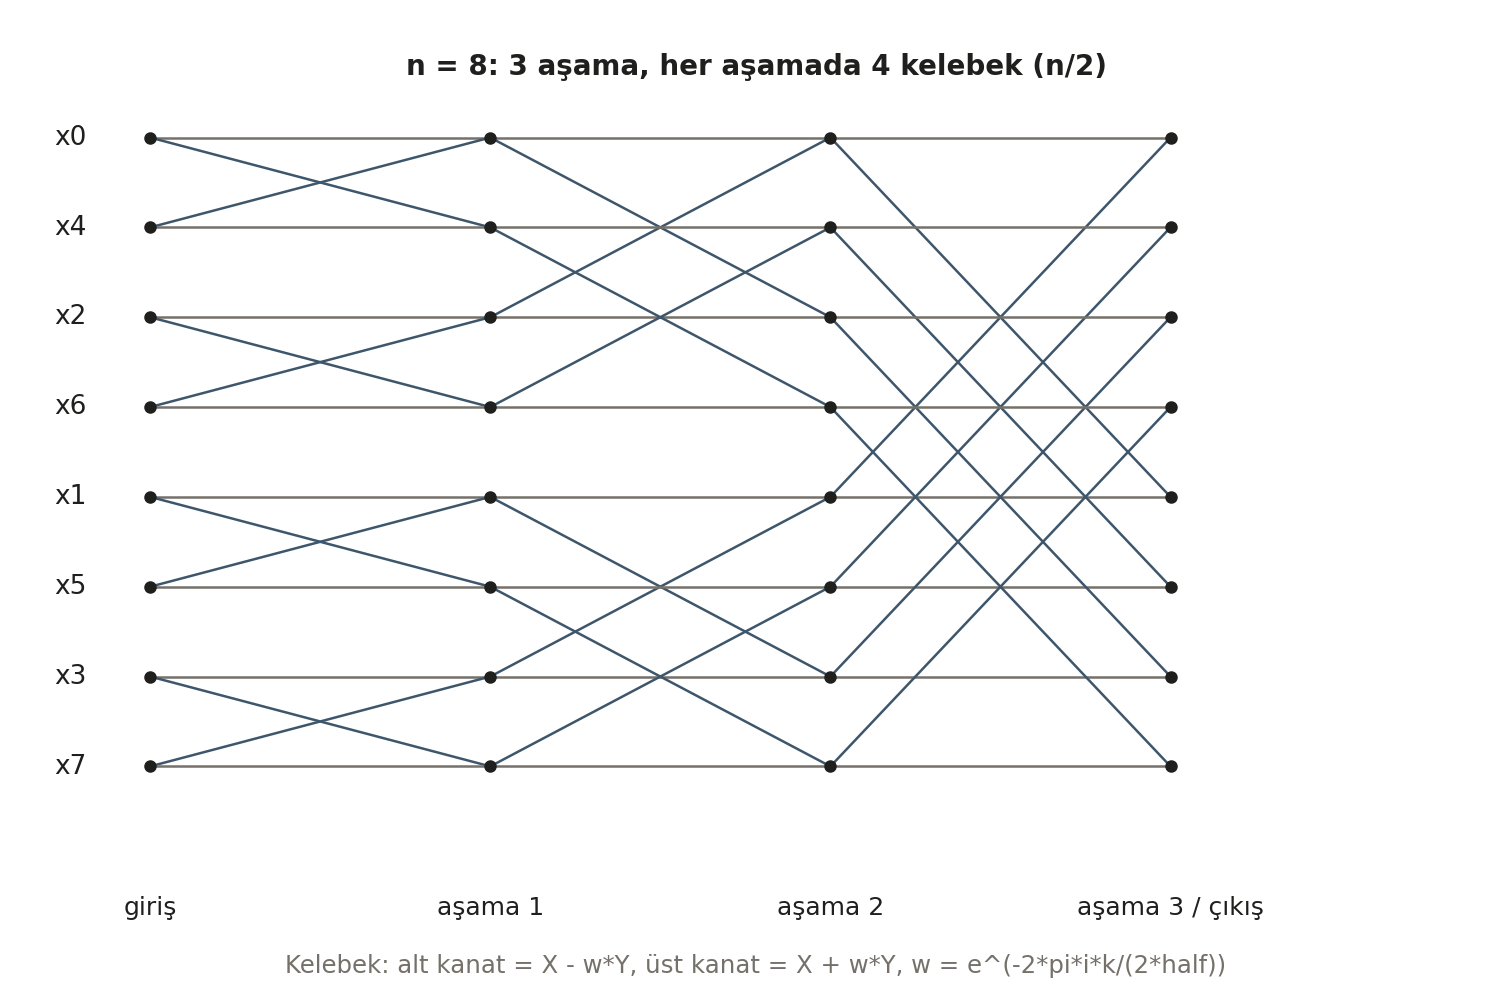 n = 8: 3 aşama, her aşamada 4 kelebek (n/2)
x0
x4
x2
x6
x1
x5
x3
x7
giriş
aşama 1
aşama 2
aşama 3 / çıkış
Kelebek: alt kanat = X - w*Y, üst kanat = X + w*Y, w = e^(-2*pi*i*k/(2*half))